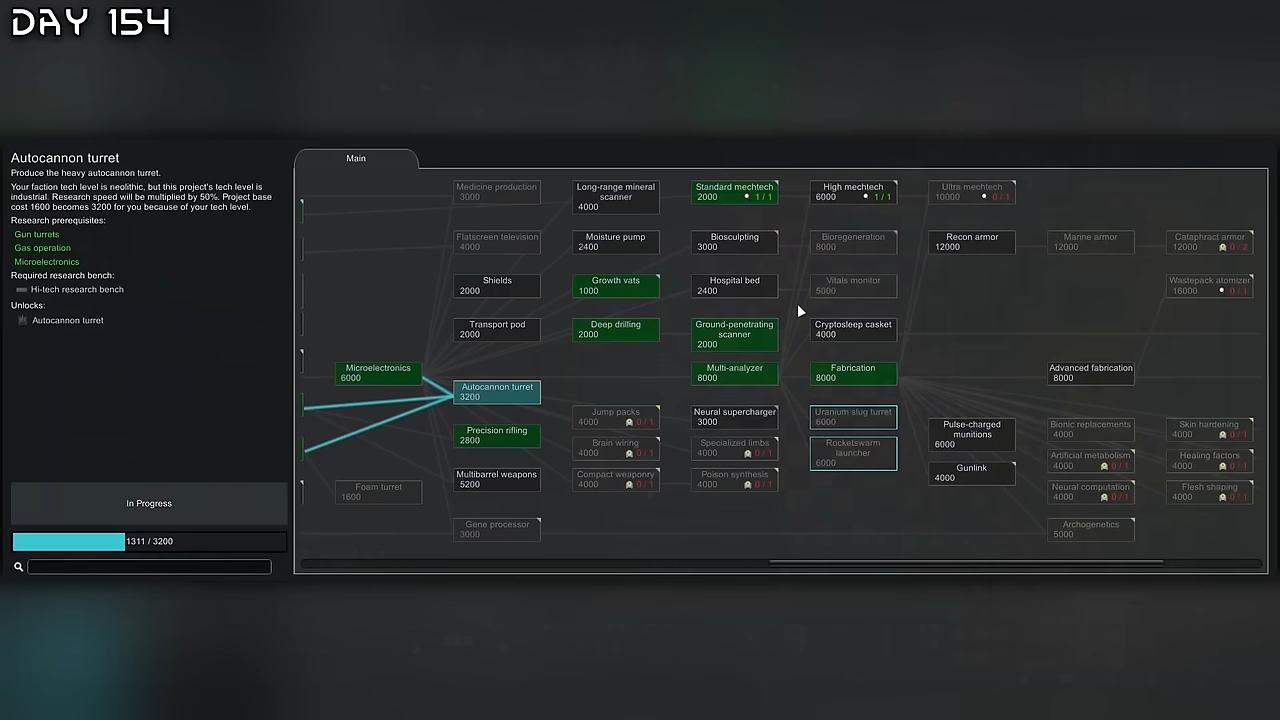 DAY 154
Autocannon turret
Produce the heavy autocannon turret.
Your faction tech level is neolithic, but this project's tech level is
industrial. Research speed will be multiplied by 50%. Project base
cost 1600 becomes 3200 for you because of your tech level.
Research prerequisites:
Gun turrets
Gas operation
Microelectronics
Required research bench:
Hi-tech research bench
Unlocks:
Autocannon turret
In Progress
1311 / 3200
Main
Medicine production
3000
Long-range mineral
scanner
4000
Standard mechtech
2000 1 / 1
High mechtech
6000 1 / 1
Ultra mechtech
10000 0 / 1
Flatscreen television
4000
Moisture pump
2400
Biosculpting
3000
Bioregeneration
8000
Recon armor
12000
Marine armor
12000
Cataphract armor
12000 0 / 2
Shields
2000
Growth vats
1000
Hospital bed
2400
Vitals monitor
5000
Wastepack atomizer
16000 0 / 1
Transport pod
2000
Deep drilling
2000
Ground-penetrating
scanner
2000
Cryptosleep casket
4000
Microelectronics
6000
Multi-analyzer
8000
Fabrication
8000
Advanced fabrication
8000
Autocannon turret
3200
Jump packs
4000 0 / 1
Neural supercharger
3000
Uranium slug turret
6000
Pulse-charged
munitions
6000
Bionic replacements
4000
Skin hardening
4000 0 / 1
Precision rifling
2800
Brain wiring
4000 0 / 1
Specialized limbs
4000 0 / 1
Rocketswarm
launcher
6000
Artificial metabolism
4000 0 / 1
Healing factors
4000 0 / 1
Multibarrel weapons
5200
Compact weaponry
4000 0 / 1
Poison synthesis
4000 0 / 1
Gunlink
4000
Neural computation
4000 0 / 1
Flesh shaping
4000 0 / 1
Foam turret
1600
Gene processor
3000
Archogenetics
5000